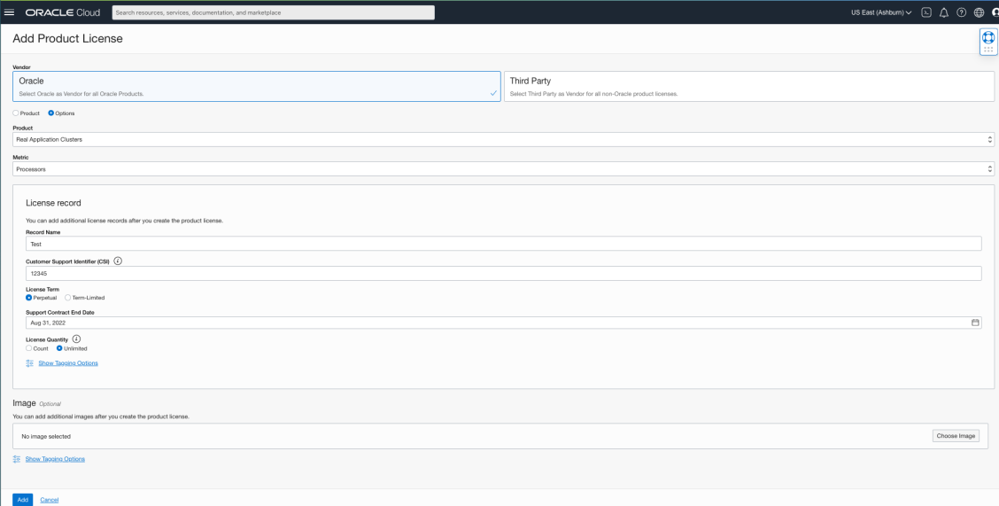 ORACLE Cloud
Search resources, services, documentation, and marketplace
US East (Ashburn)
Add Product License
Vendor
Oracle
Select Oracle as Vendor for all Oracle Products.
Third Party
Select Third Party as Vendor for all non-Oracle product licenses.
Product Options
Product
Real Application Clusters
Metric
Processors
License record
You can add additional license records after you create the product license.
Record Name
Test
Customer Support Identifier (CSI)
12345
License Term
Perpetual Term-Limited
Support Contract End Date
Aug 31, 2022
License Quantity
Count Unlimited
Show Tagging Options
Image Optional
You can add additional images after you create the product license.
No image selected
Choose Image
Show Tagging Options
Add Cancel